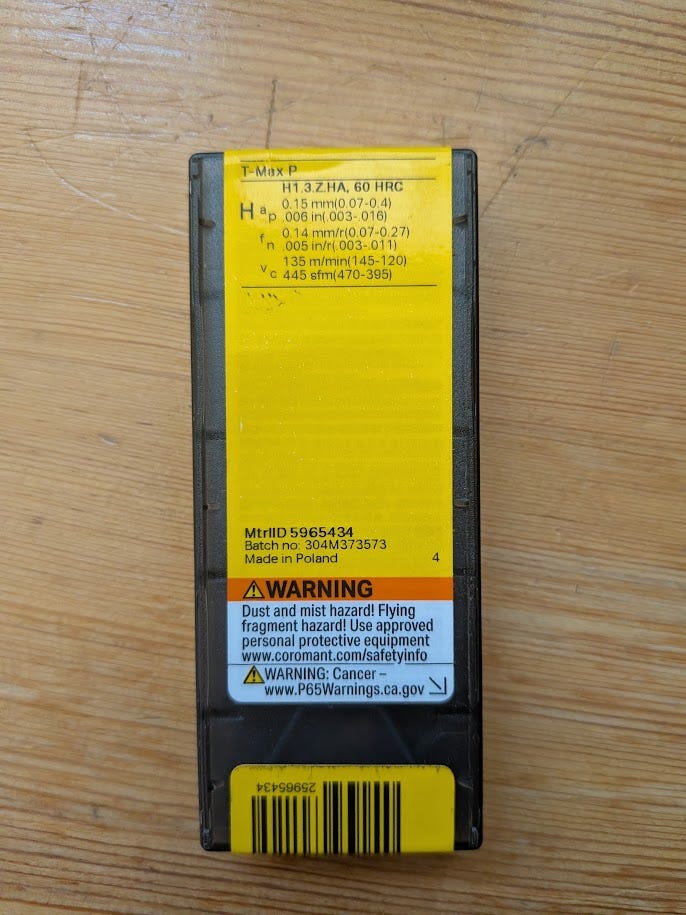 T-Max P
H1.3.Z.HA, 60 HRC
H ap 0.15 mm(0.07-0.4)
.006 in(.003-.016)
fn 0.14 mm/r(0.07-0.27)
.005 in/r(.003-.011)
vc 135 m/min(145-120)
445 sfm(470-395)
MtrlID 5965434
Batch no: 304M373573
Made in Poland 4
WARNING
Dust and mist hazard! Flying
fragment hazard! Use approved
personal protective equipment
www.coromant.com/safetyinfo
WARNING: Cancer –
www.P65Warnings.ca.gov
25965434